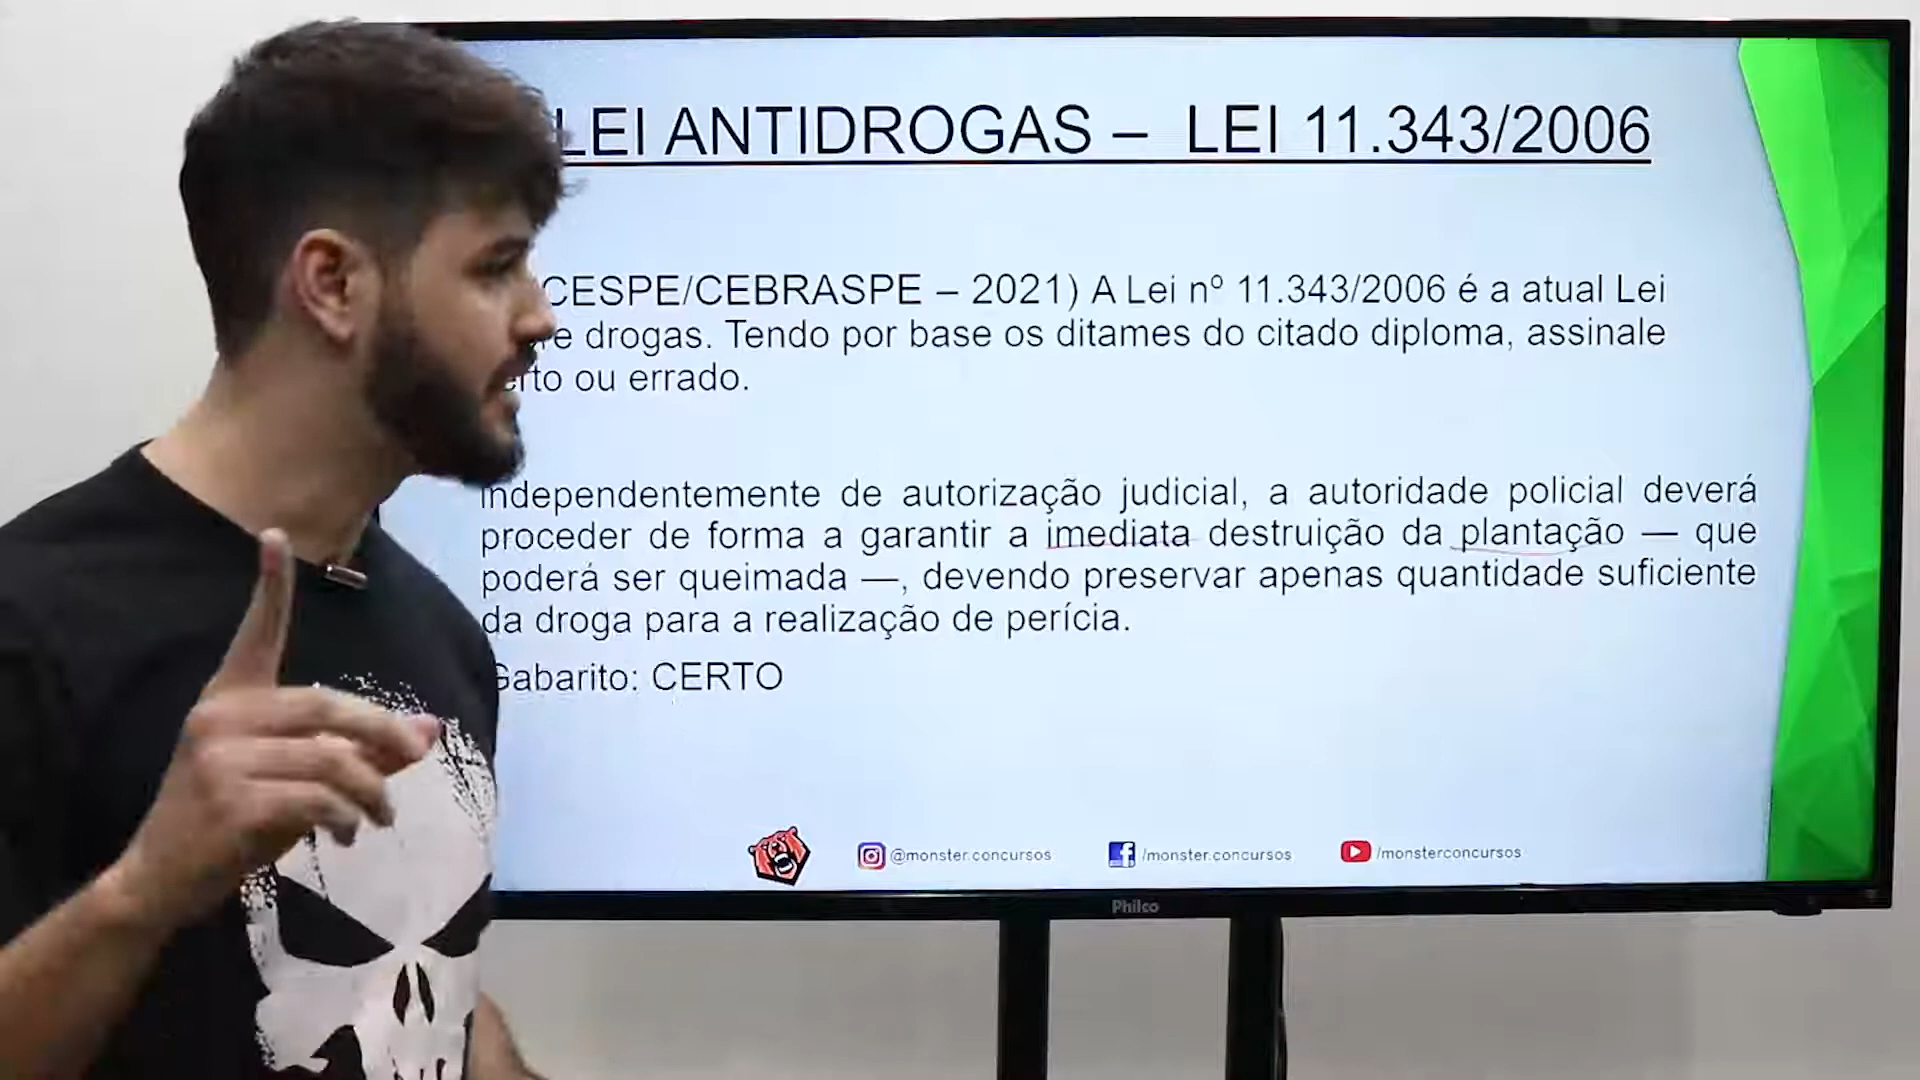 LEI ANTIDROGAS – LEI 11.343/2006
CESPE/CEBRASPE – 2021) A Lei nº 11.343/2006 é a atual Lei
drogas. Tendo por base os ditames do citado diploma, assinale
ou errado.
Independentemente de autorização judicial, a autoridade policial deverá
proceder de forma a garantir a imediata destruição da plantação — que
poderá ser queimada —, devendo preservar apenas quantidade suficiente
da droga para a realização de perícia.
Gabarito: CERTO
@monster.concursos
/monster.concursos
/monsterconcursos
Philco